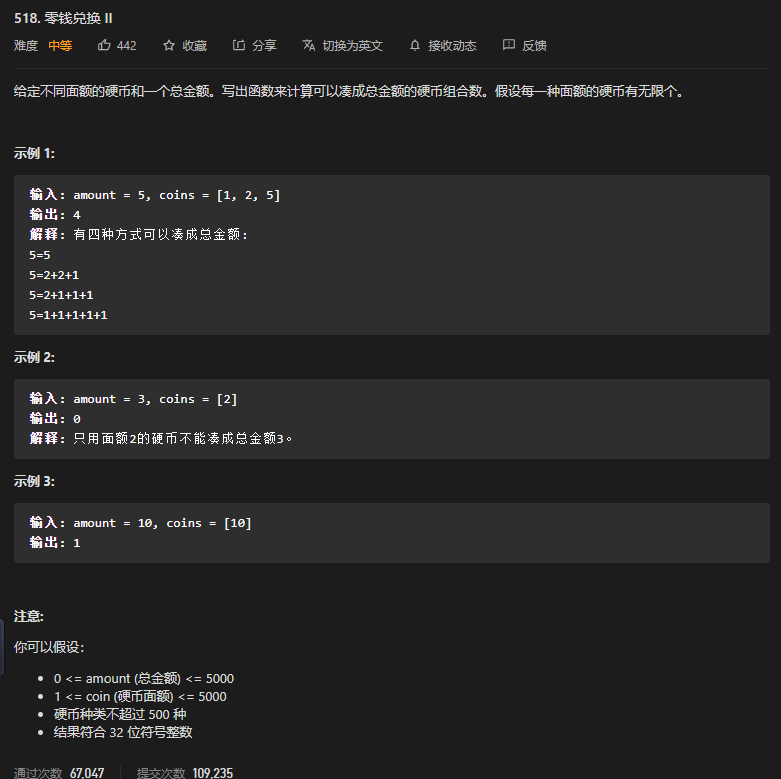 518. 零钱兑换 II
难度 中等 442 收藏 分享 切换为英文 接收动态 反馈
给定不同面额的硬币和一个总金额。写出函数来计算可以凑成总金额的硬币组合数。假设每一种面额的硬币有无限个。
示例 1:
输入: amount = 5, coins = [1, 2, 5]
输出: 4
解释: 有四种方式可以凑成总金额:
5=5
5=2+2+1
5=2+1+1+1
5=1+1+1+1+1
示例 2:
输入: amount = 3, coins = [2]
输出: 0
解释: 只用面额2的硬币不能凑成总金额3。
示例 3:
输入: amount = 10, coins = [10]
输出: 1
注意:
你可以假设：
• 0 <= amount (总金额) <= 5000
• 1 <= coin (硬币面额) <= 5000
• 硬币种类不超过 500 种
• 结果符合 32 位符号整数
通过次数 67,047 提交次数 109,235